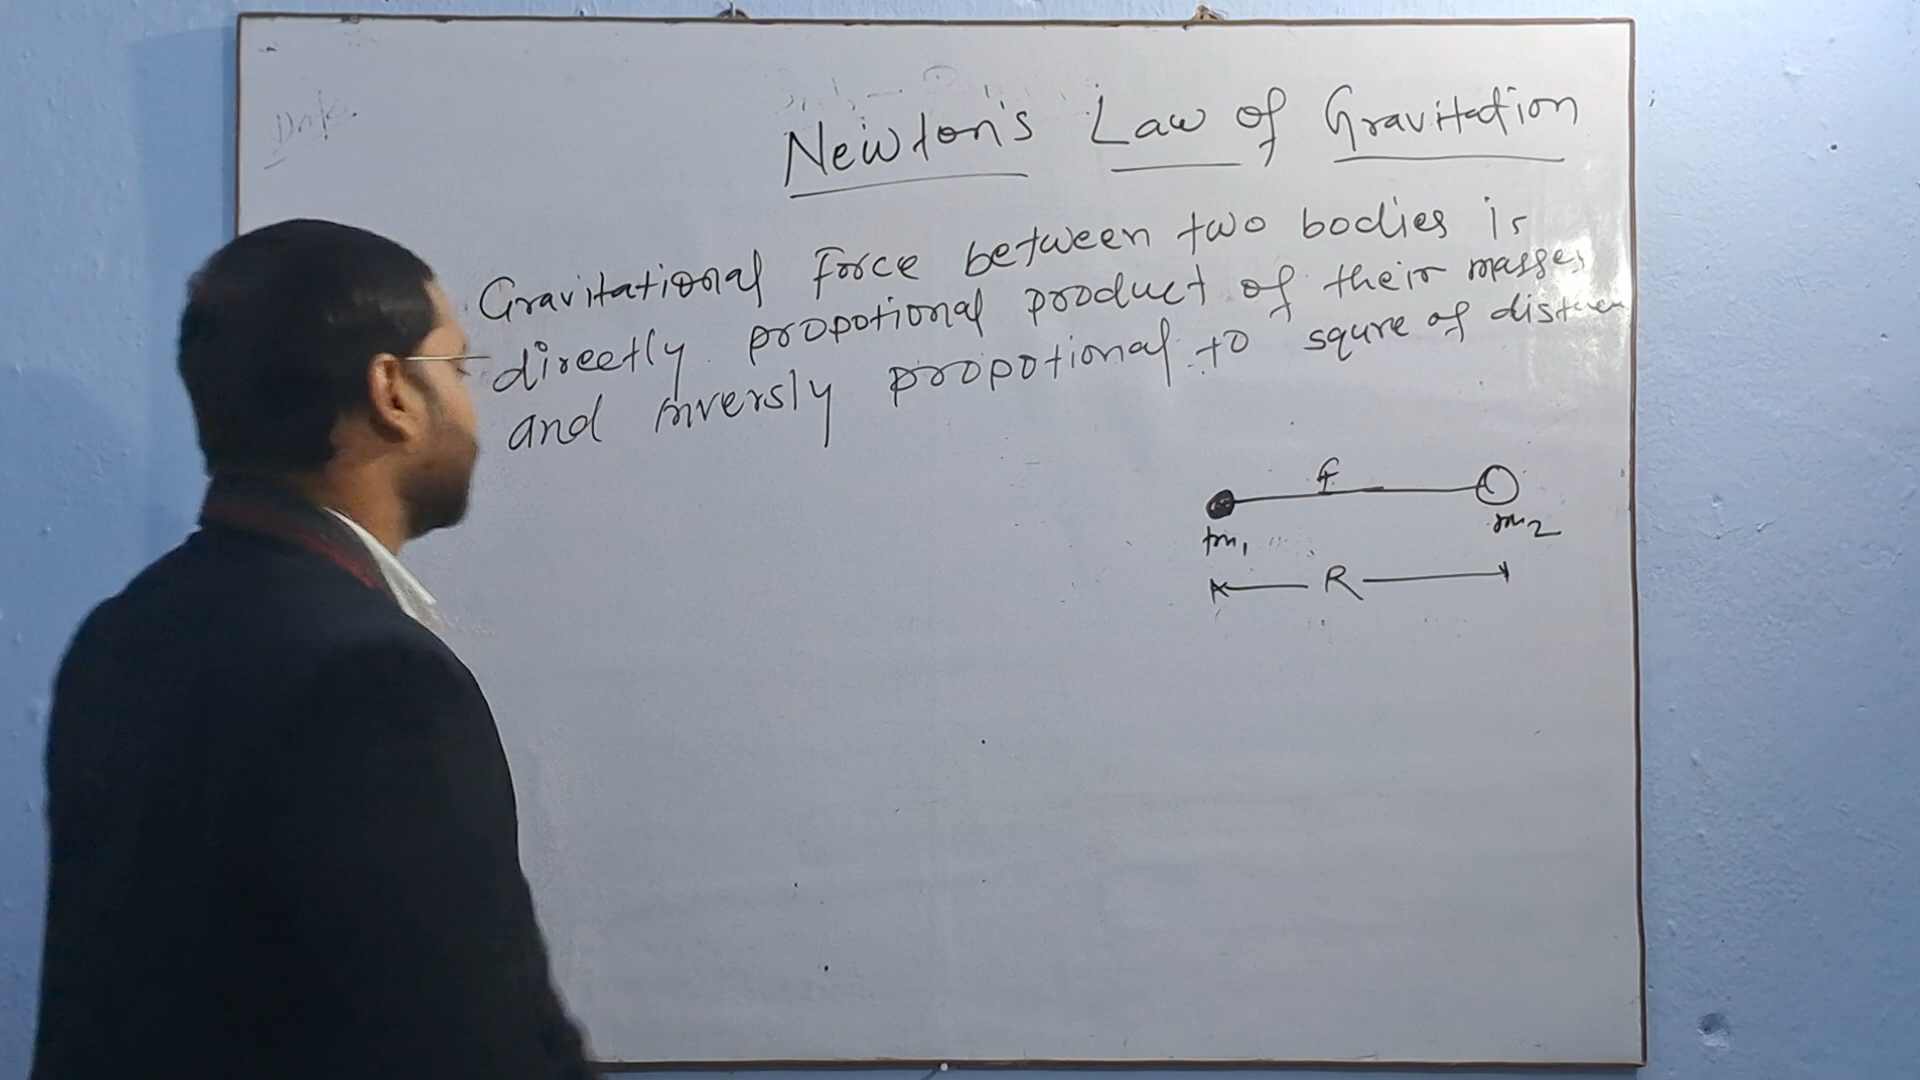 Date
Newton's Law of Gravitation
Gravitational force between two bodies is
directly propotional product of their masses
and inversly propotional to squre of
f
m1
m2
R